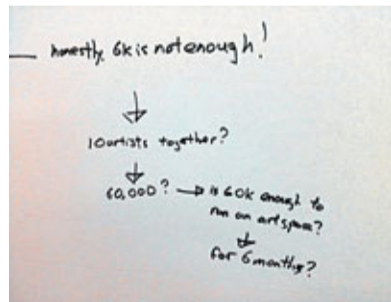 honestly 6k is not enough!
10 artists together?
60,000? → is 60k enough to
run an art space?
for 6 months?